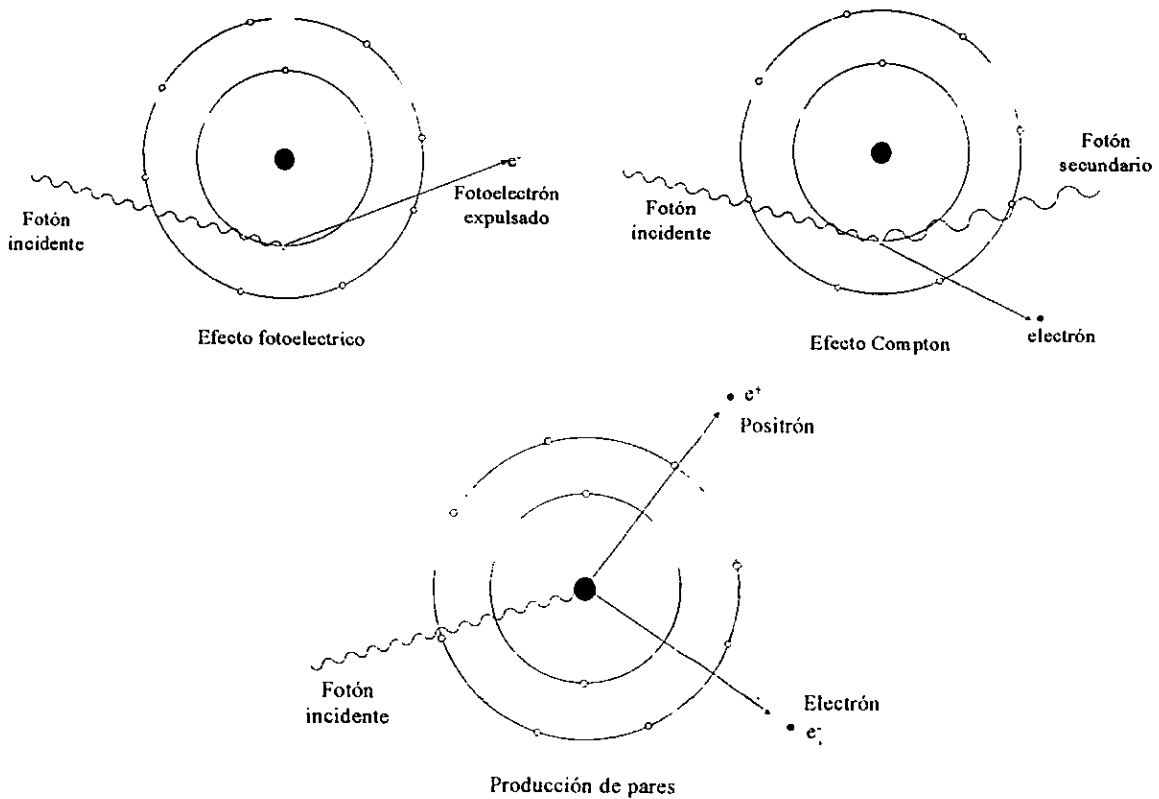 e-
Fotoelectrón
expulsado
Fotón
incidente
Efecto fotoelectrico
Fotón
secundario
Fotón
incidente
electrón
Efecto Compton
e+
Positrón
Fotón
incidente
Electrón
e-
Producción de pares